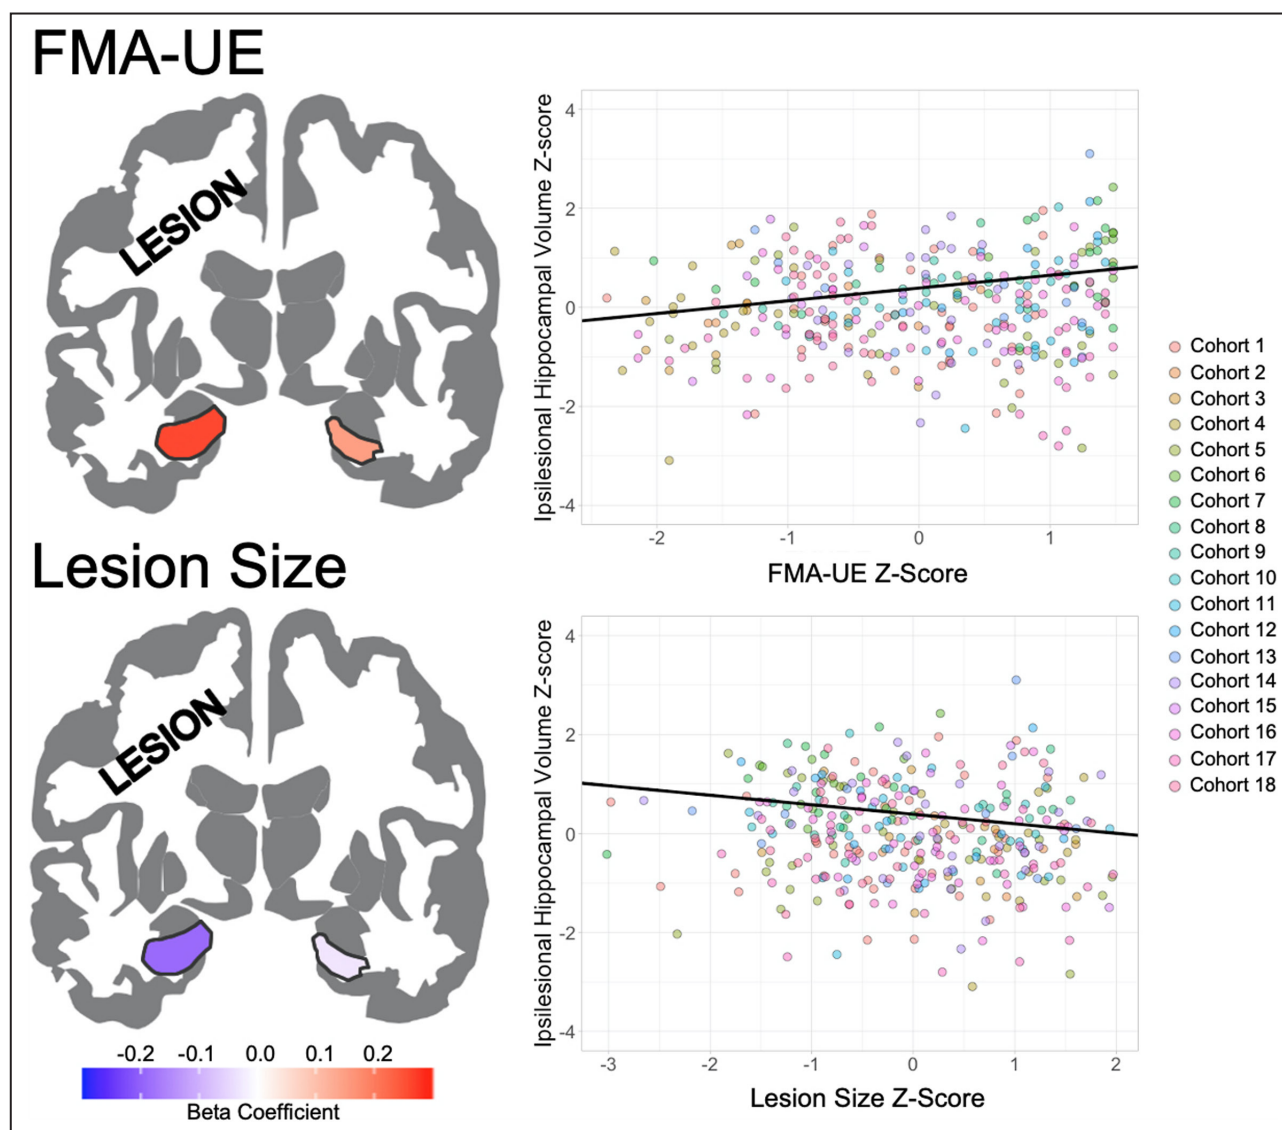 FMA-UE
LESION
Ipsilesional Hippocampal Volume Z-score
4
2
0
-2
-4
-2
-1
0
1
FMA-UE Z-Score
Cohort 1
Cohort 2
Cohort 3
Cohort 4
Cohort 5
Cohort 6
Cohort 7
Cohort 8
Cohort 9
Cohort 10
Cohort 11
Cohort 12
Cohort 13
Cohort 14
Cohort 15
Cohort 16
Cohort 17
Cohort 18
Lesion Size
LESION
-0.2 -0.1 0.0 0.1 0.2
Beta Coefficient
Ipsilesional Hippocampal Volume Z-score
4
2
0
-2
-4
-3
-2
-1
0
1
2
Lesion Size Z-Score